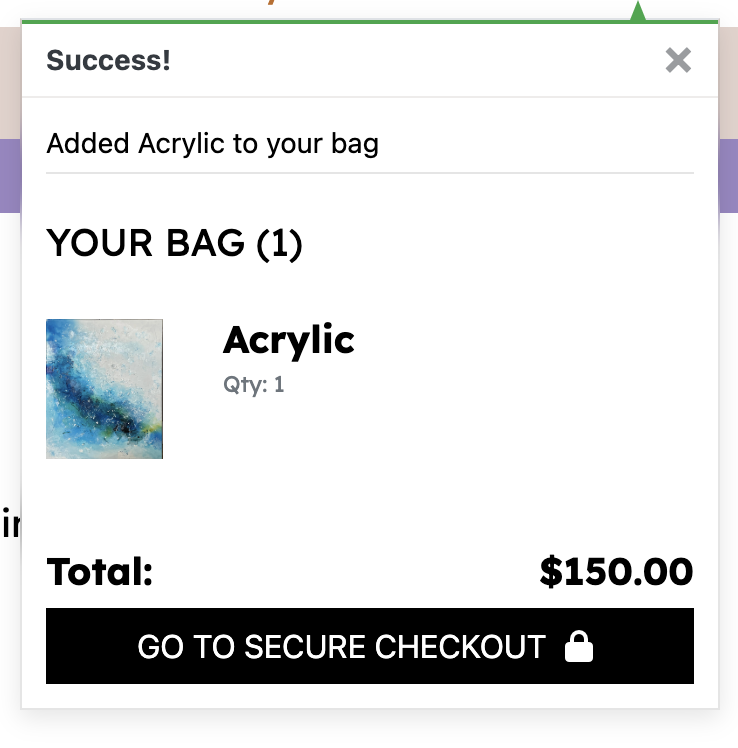 Success!
Added Acrylic to your bag
YOUR BAG (1)
Acrylic
Qty: 1
Total: $150.00
GO TO SECURE CHECKOUT